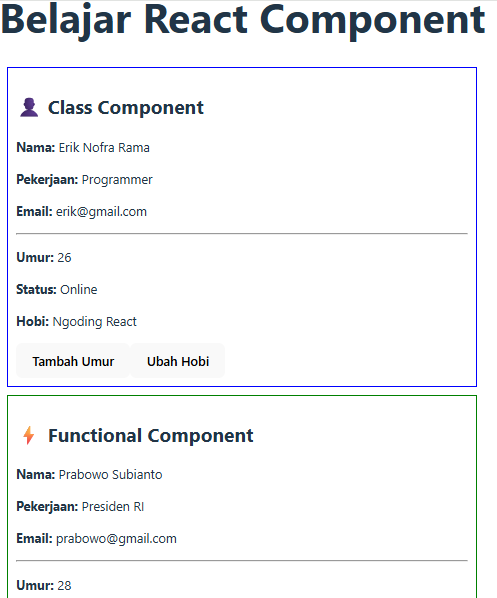 Belajar React Component
Class Component
Nama: Erik Nofra Rama
Pekerjaan: Programmer
Email: erik@gmail.com
Umur: 26
Status: Online
Hobi: Ngoding React
Tambah Umur Ubah Hobi
Functional Component
Nama: Prabowo Subianto
Pekerjaan: Presiden RI
Email: prabowo@gmail.com
Umur: 28